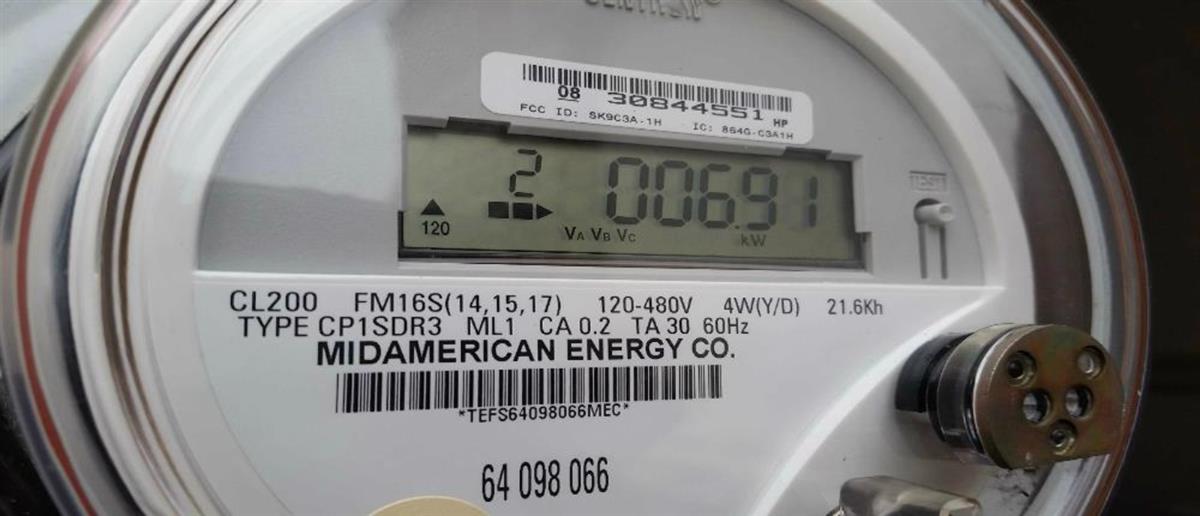 08 30844551 HP
FCC ID: SK9C3A-1H IC: 864G-C3A1H
TEST
2 006.91
120 VA VB VC kW
CL200 FM16S(14,15,17) 120-480V 4W(Y/D) 21.6Kh
TYPE CP1SDR3 ML1 CA 0.2 TA 30 60Hz
MIDAMERICAN ENERGY CO.
*TEFS64098066MEC*
64 098 066